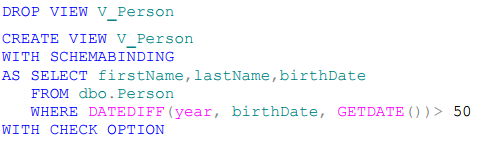 DROP VIEW V_Person
CREATE VIEW V_Person
WITH SCHEMABINDING
AS SELECT firstName,lastName,birthDate
FROM dbo.Person
WHERE DATEDIFF(year, birthDate, GETDATE())> 50
WITH CHECK OPTION